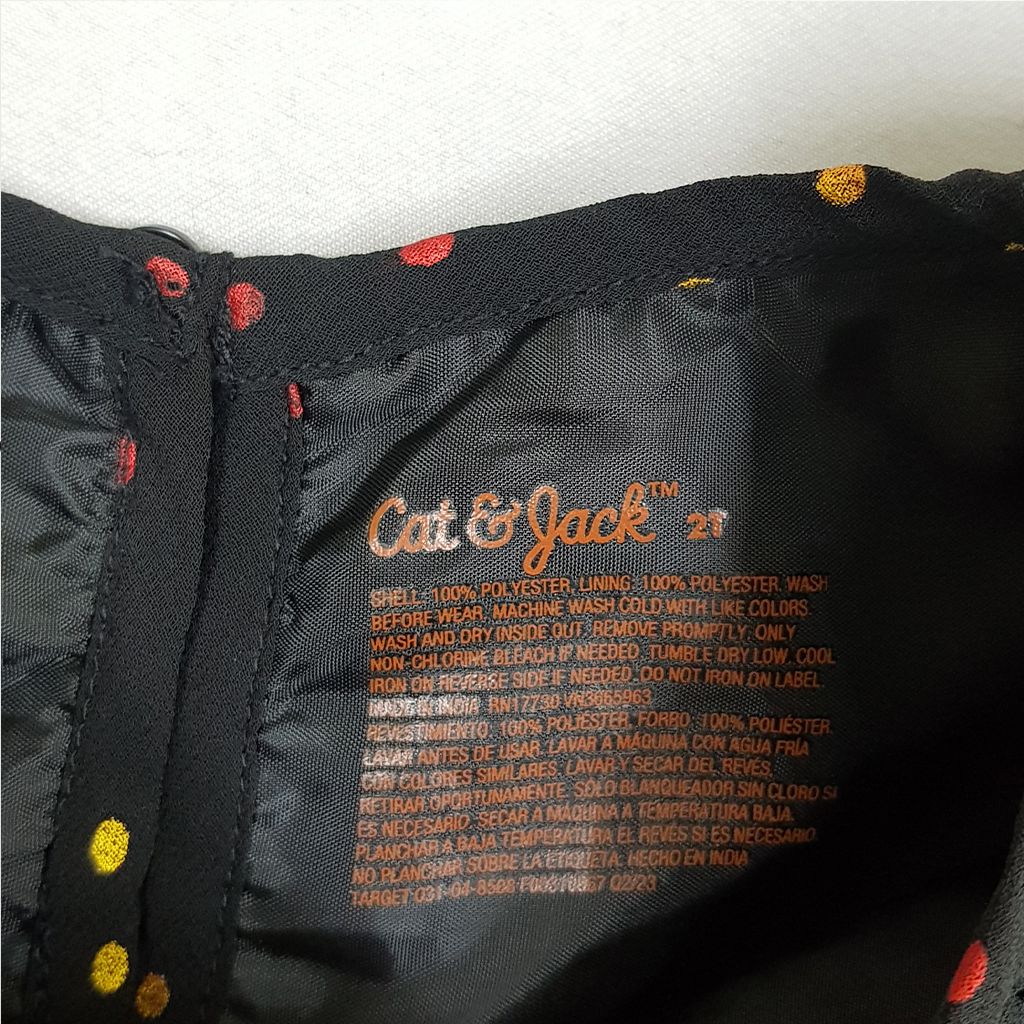 Cat & Jack™ 2T
SHELL: 100% POLYESTER. LINING: 100% POLYESTER. WASH
BEFORE WEAR. MACHINE WASH COLD WITH LIKE COLORS.
WASH AND DRY INSIDE OUT. REMOVE PROMPTLY. ONLY
NON-CHLORINE BLEACH IF NEEDED. TUMBLE DRY LOW. COOL
IRON ON REVERSE SIDE IF NEEDED. DO NOT IRON ON LABEL.
MADE IN INDIA RN17730 VN3665963
REVESTIMIENTO: 100% POLIÉSTER. FORRO: 100% POLIÉSTER.
LAVAR ANTES DE USAR. LAVAR A MÁQUINA CON AGUA FRÍA
CON COLORES SIMILARES. LAVAR Y SECAR DEL REVÉS.
RETIRAR OPORTUNAMENTE. SÓLO BLANQUEADOR SIN CLORO SI
ES NECESARIO. SECAR A MÁQUINA A TEMPERATURA BAJA.
PLANCHAR A BAJA TEMPERATURA EL REVÉS SI ES NECESARIO.
NO PLANCHAR SOBRE LA ETIQUETA. HECHO EN INDIA
TARGET 02/23